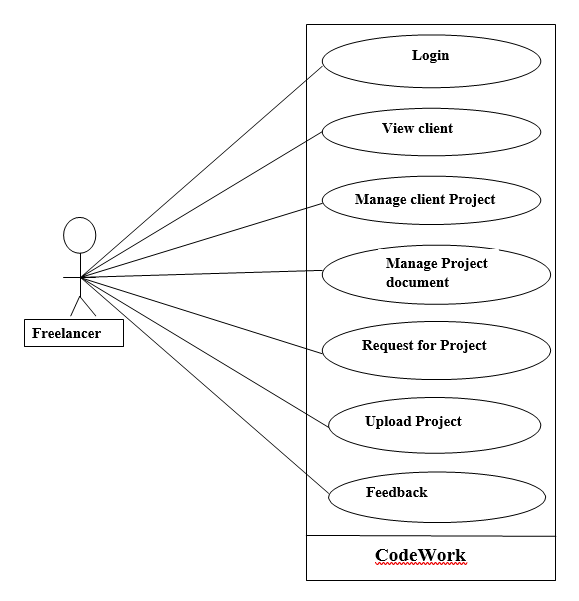 Login
View client
Manage client Project
Manage Project
document
Freelancer
Request for Project
Upload Project
Feedback
CodeWork